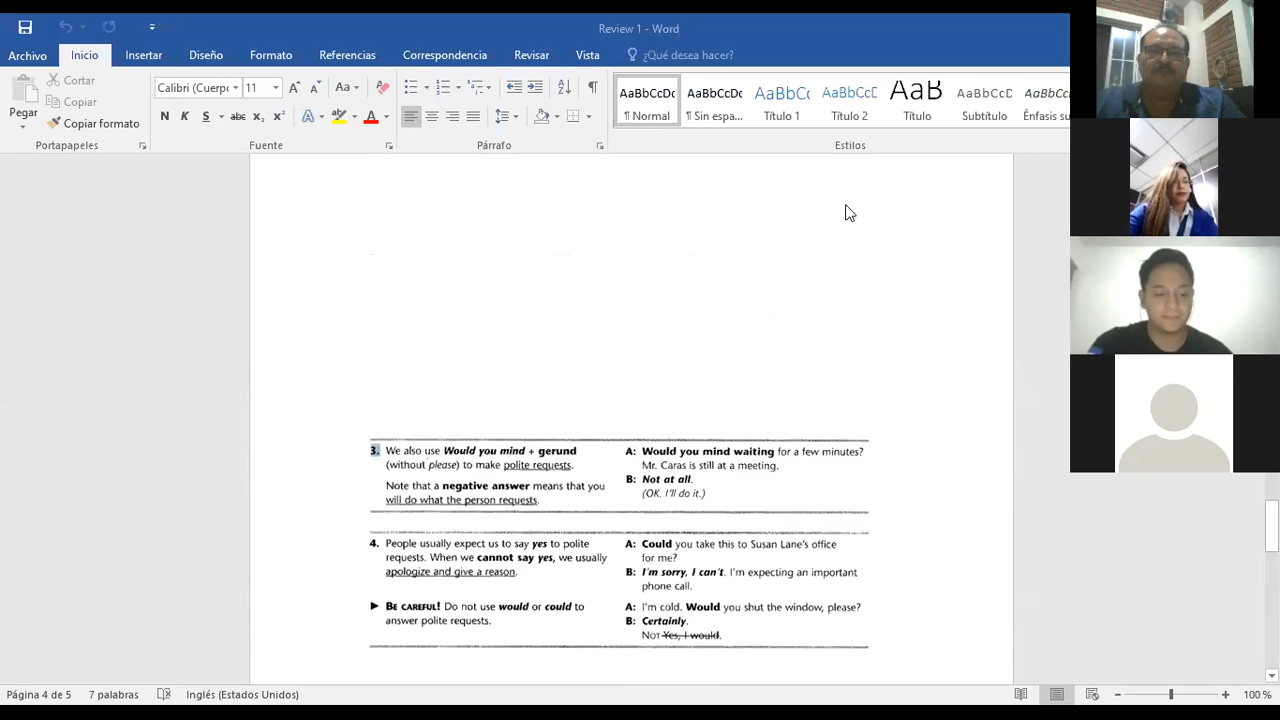 Review 1 - Word
Archivo Inicio Insertar Diseño Formato Referencias Correspondencia Revisar Vista ¿Qué desea hacer?
Pegar
Cortar
Copiar
Copiar formato
Portapapeles
Calibri (Cuerpo 11
Aa
N K S abc x₂ x² A A
Fuente
Párrafo
AaBbCcDc AaBbCcDc AaBbCc AaBbCcD AaB AaBbCcD AaBbCcDc
¶ Normal ¶ Sin espa... Título 1 Título 2 Título Subtítulo Énfasis su
Estilos
3. We also use Would you mind + gerund
(without please) to make polite requests.
Note that a negative answer means that you
will do what the person requests.
A: Would you mind waiting for a few minutes?
Mr. Caras is still at a meeting.
B: Not at all.
(OK. I'll do it.)
4. People usually expect us to say yes to polite
requests. When we cannot say yes, we usually
apologize and give a reason.
A: Could you take this to Susan Lane's office
for me?
B: I'm sorry, I can't. I'm expecting an important
phone call.
► BE CAREFUL! Do not use would or could to
answer polite requests.
A: I'm cold. Would you shut the window, please?
B: Certainly.
NOT Yes, I would.
Página 4 de 5 7 palabras Inglés (Estados Unidos) 100 %